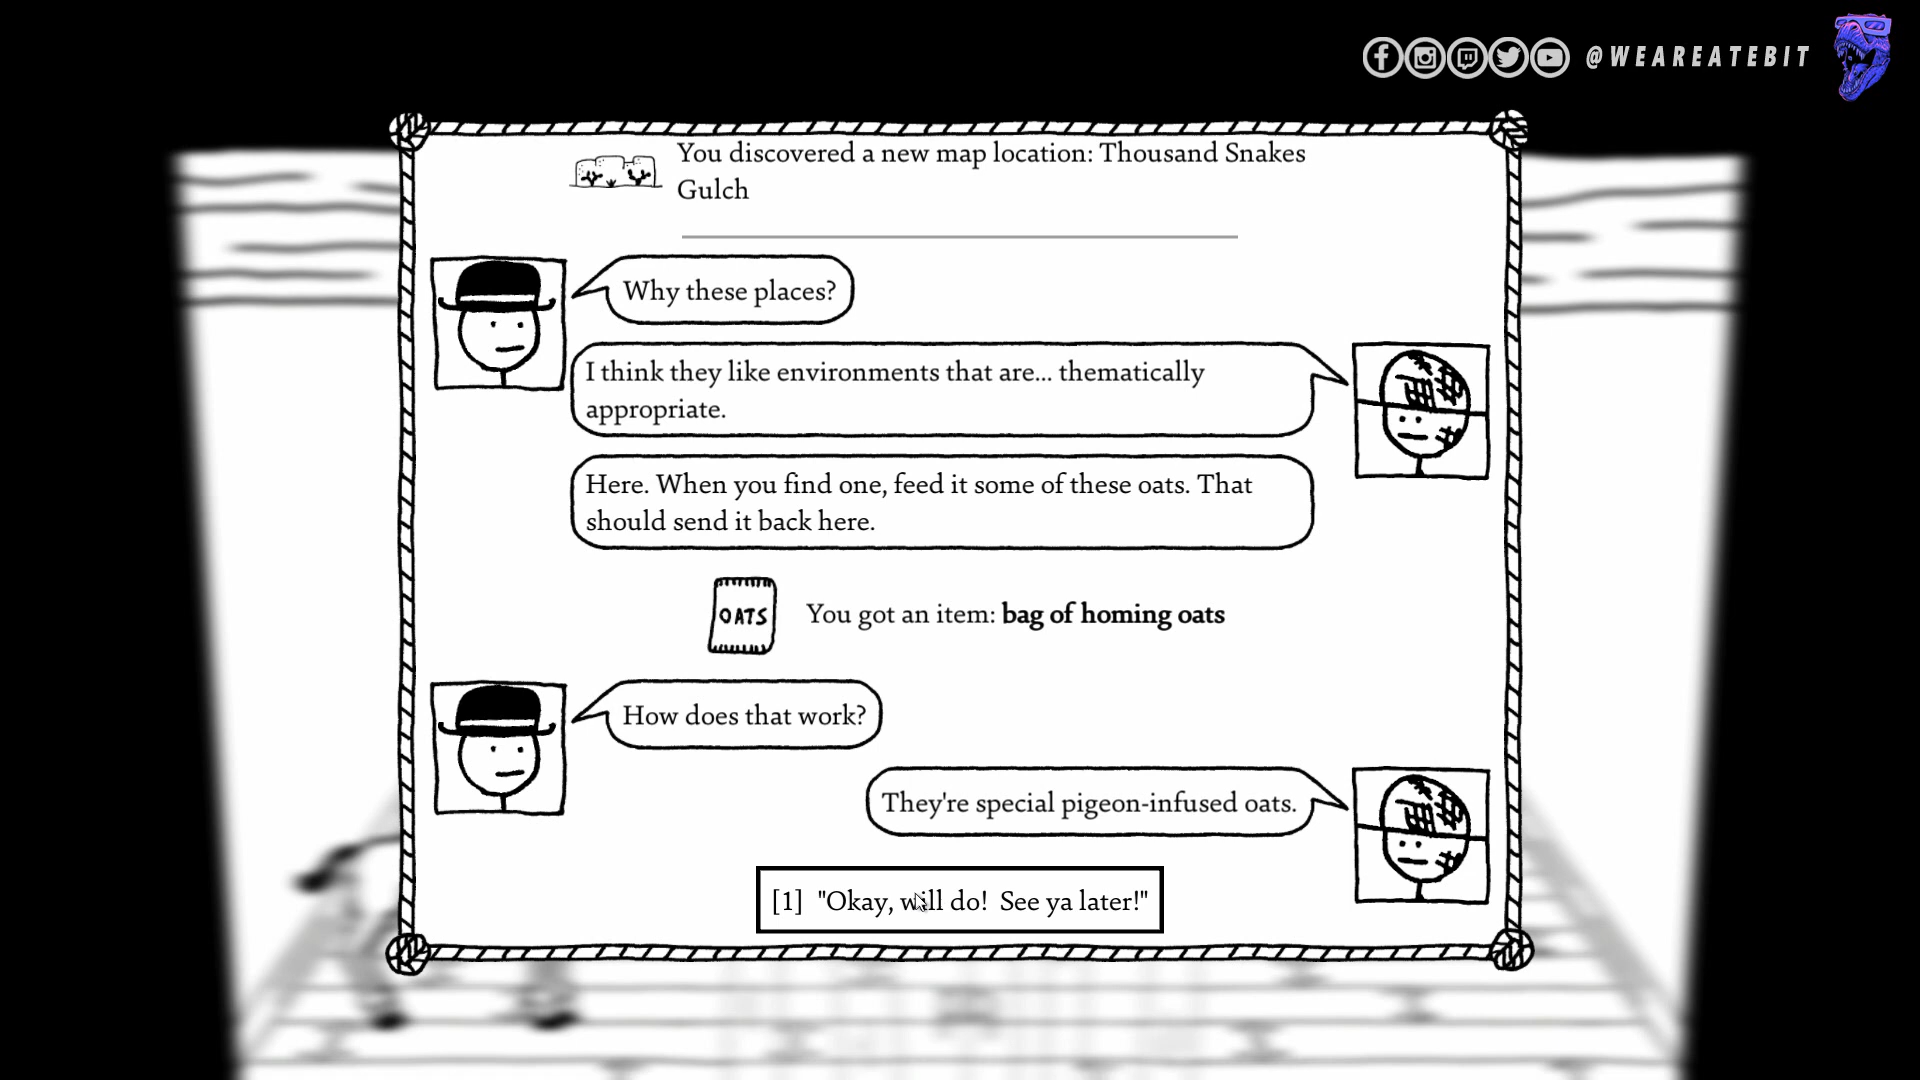 @WEAREATEBIT
You discovered a new map location: Thousand Snakes
Gulch
Why these places?
I think they like environments that are... thematically
appropriate.
Here. When you find one, feed it some of these oats. That
should send it back here.
OATS
You got an item: bag of homing oats
How does that work?
They're special pigeon-infused oats.
[1] "Okay, will do! See ya later!"